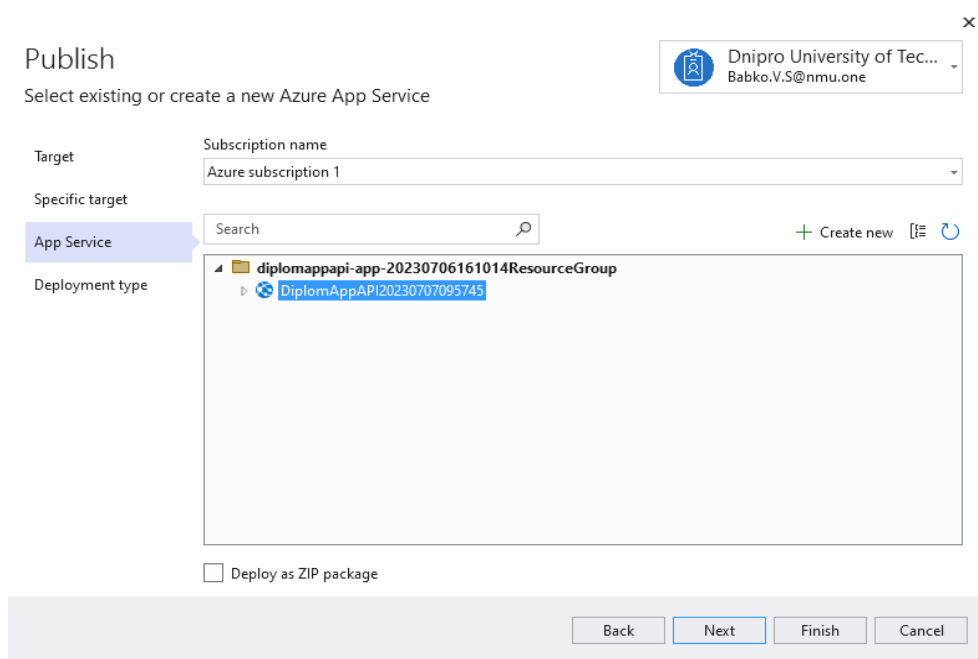 Publish
Select existing or create a new Azure App Service
Dnipro University of Tec...
Babko.V.S@nmu.one
Target
Specific target
App Service
Deployment type
Subscription name
Azure subscription 1
Search
Create new
diplomappapi-app-20230706161014ResourceGroup
DiplomAppAPI20230707095745
Deploy as ZIP package
Back
Next
Finish
Cancel